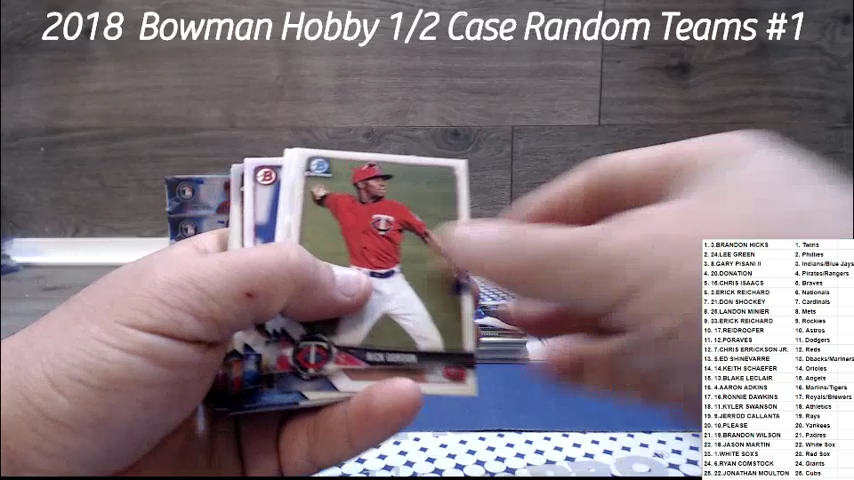 2018 Bowman Hobby 1/2 Case Random Teams #1
NICK GORDON
1. 3.BRANDON HICKS 1. Twins
2. 24.LEE GREEN 2. Phillies
3. 8.GARY PISANI II 3. Indians/Blue Jays
4. 20.DONATION 4. Pirates/Rangers
5. 16.CHRIS ISAACS 5. Braves
6. 2.ERICK REICHARD 6. Nationals
7. 21.DON SHOCKEY 7. Cardinals
8. 25.LANDON MINIER 8. Mets
9. 23.ERICK REICHARD 9. Rockies
10. 17.REIDROOFER 10. Astros
11. 12.PGRAVES 11. Dodgers
12. 7.CHRIS ERRICKSON JR. 12. Reds
13. 5.ED SHINEVARRE 13. Dbacks/Mariners
14. 14.KEITH SCHAEFER 14. Orioles
15. 13.BLAKE LECLAIR 15. Angels
16. 4.AARON ADKINS 16. Marlins/Tigers
17. 15.RONNIE DAWKINS 17. Royals/Brewers
18. 11.KYLER SWANSON 18. Athletics
19. 9.JERROD CALLANTA 19. Rays
20. 10.PLEASE 20. Yankees
21. 19.BRANDON WILSON 21. Padres
22. 18.JASON MARTIN 22. White Sox
23. 1.WHITE SOXS 23. Red Sox
24. 6.RYAN COMSTOCK 24. Giants
25. 22.JONATHAN MOULTON 25. Cubs